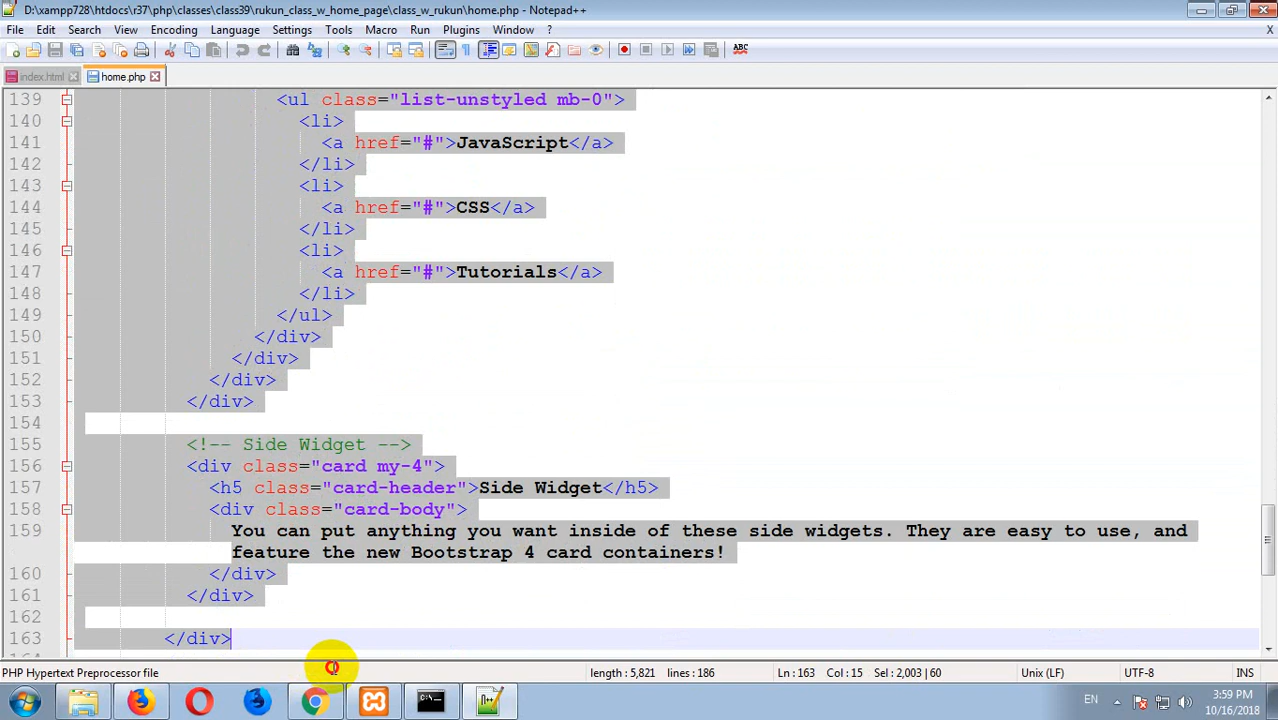 D:\xampp728\htdocs\r37\php\classes\class39\rukun_class_w_home_page\class_w_rukun\home.php - Notepad++
File Edit Search View Encoding Language Settings Tools Macro Run Plugins Window ? X
index.html home.php
139 <ul class="list-unstyled mb-0">
140 <li>
141 <a href="#">JavaScript</a>
142 </li>
143 <li>
144 <a href="#">CSS</a>
145 </li>
146 <li>
147 <a href="#">Tutorials</a>
148 </li>
149 </ul>
150 </div>
151 </div>
152 </div>
153 </div>
154
155 <!-- Side Widget -->
156 <div class="card my-4">
157 <h5 class="card-header">Side Widget</h5>
158 <div class="card-body">
159 You can put anything you want inside of these side widgets. They are easy to use, and
feature the new Bootstrap 4 card containers!
160 </div>
161 </div>
162
163 </div>
PHP Hypertext Preprocessor file length : 5,821 lines : 186 Ln : 163 Col : 15 Sel : 2,003 | 60 Unix (LF) UTF-8 INS
EN 3:59 PM
10/16/2018